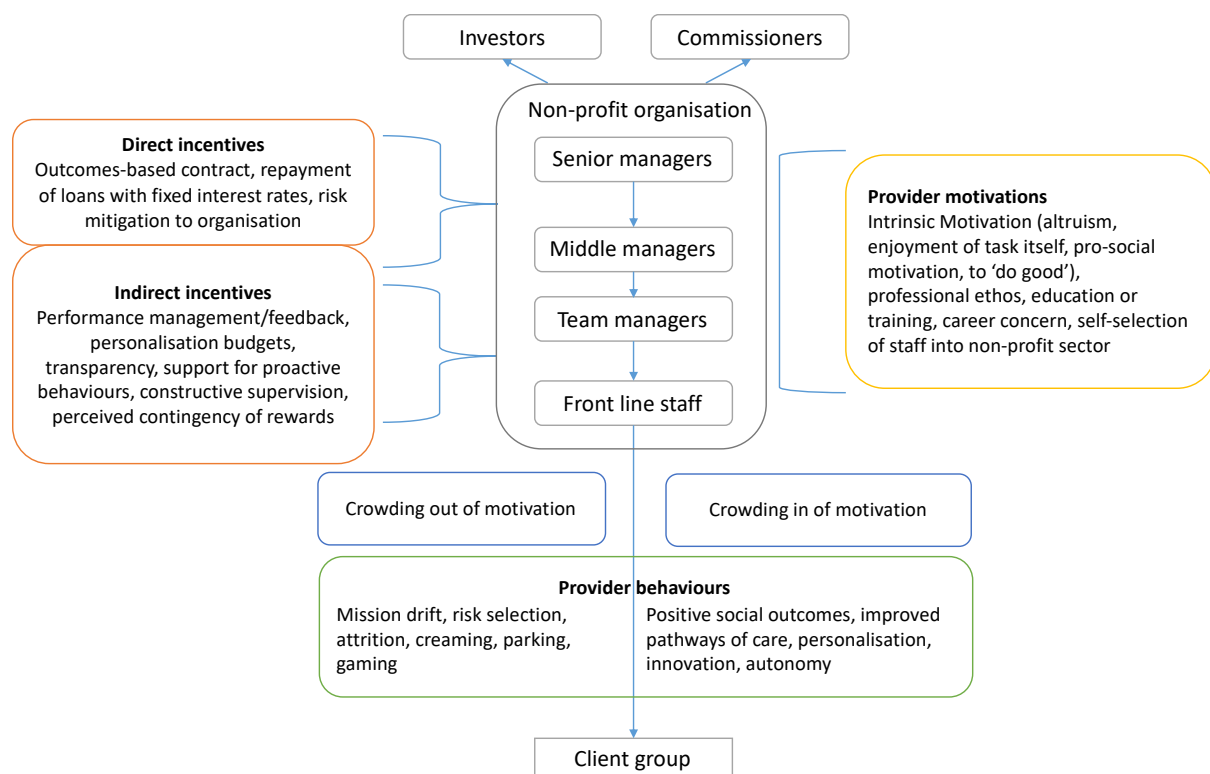 Investors
Commissioners
Non-profit organisation
Senior managers
Middle managers
Team managers
Front line staff
Direct incentives
Outcomes-based contract, repayment
of loans with fixed interest rates, risk
mitigation to organisation
Indirect incentives
Performance management/feedback,
personalisation budgets,
transparency, support for proactive
behaviours, constructive supervision,
perceived contingency of rewards
Provider motivations
Intrinsic Motivation (altruism,
enjoyment of task itself, pro-social
motivation, to ‘do good’),
professional ethos, education or
training, career concern, self-selection
of staff into non-profit sector
Crowding out of motivation
Crowding in of motivation
Provider behaviours
Mission drift, risk selection,
attrition, creaming, parking,
gaming
Positive social outcomes, improved
pathways of care, personalisation,
innovation, autonomy
Client group